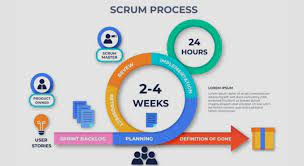 SCRUM PROCESS
24
HOURS
SCRUM
MASTER
REVIEW
IMPLEMENTATION
2-4
WEEKS
PRODUCT
OWNED
LOREM IPSUM
USER
STORIES
SPRINT BACKLOG
PLANNING
DEFINITION OF DONE